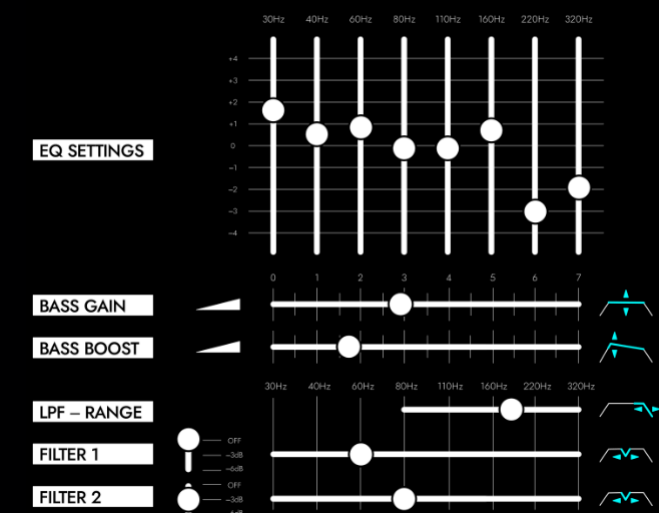 30Hz 40Hz 60Hz 80Hz 110Hz 160Hz 220Hz 320Hz
+4
+3
+2
+1
0
−1
−2
−3
−4
EQ SETTINGS
0 1 2 3 4 5 6 7
BASS GAIN
BASS BOOST
30Hz 40Hz 60Hz 80Hz 110Hz 160Hz 220Hz 320Hz
LPF – RANGE
OFF
FILTER 1 −3dB
−6dB
OFF
FILTER 2 −3dB